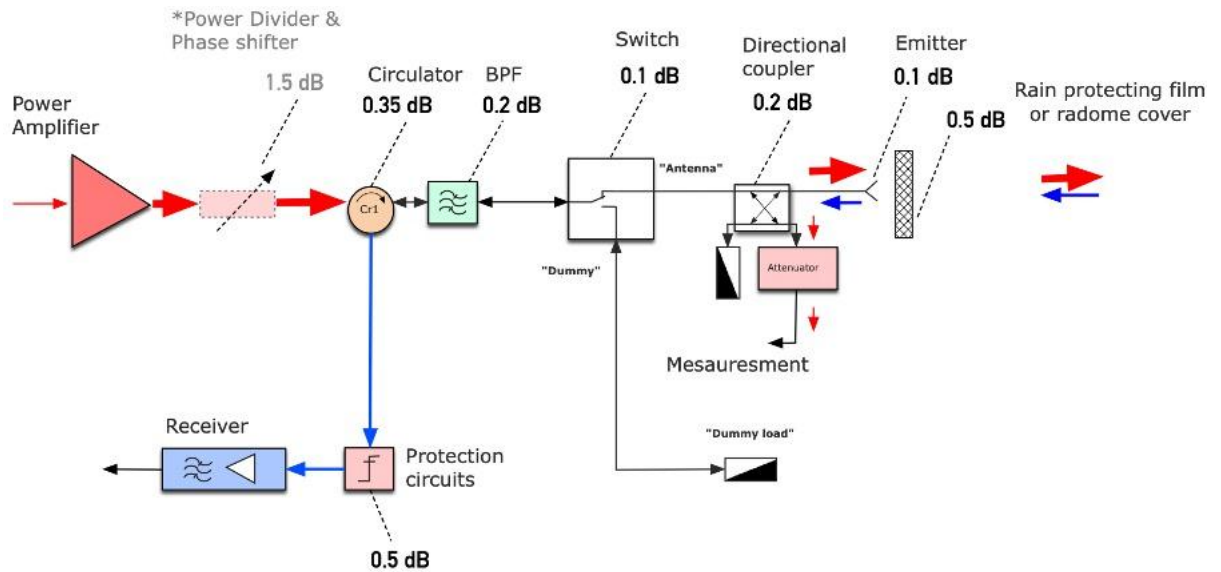 *Power Divider &
Phase shifter
1.5 dB
Power
Amplifier
Circulator
0.35 dB
BPF
0.2 dB
Switch
0.1 dB
Directional
coupler
0.2 dB
Emitter
0.1 dB
0.5 dB
Rain protecting film
or radome cover
Cr1
"Antenna"
"Dummy"
Attenuator
Mesauresment
"Dummy load"
Receiver
Protection
circuits
0.5 dB